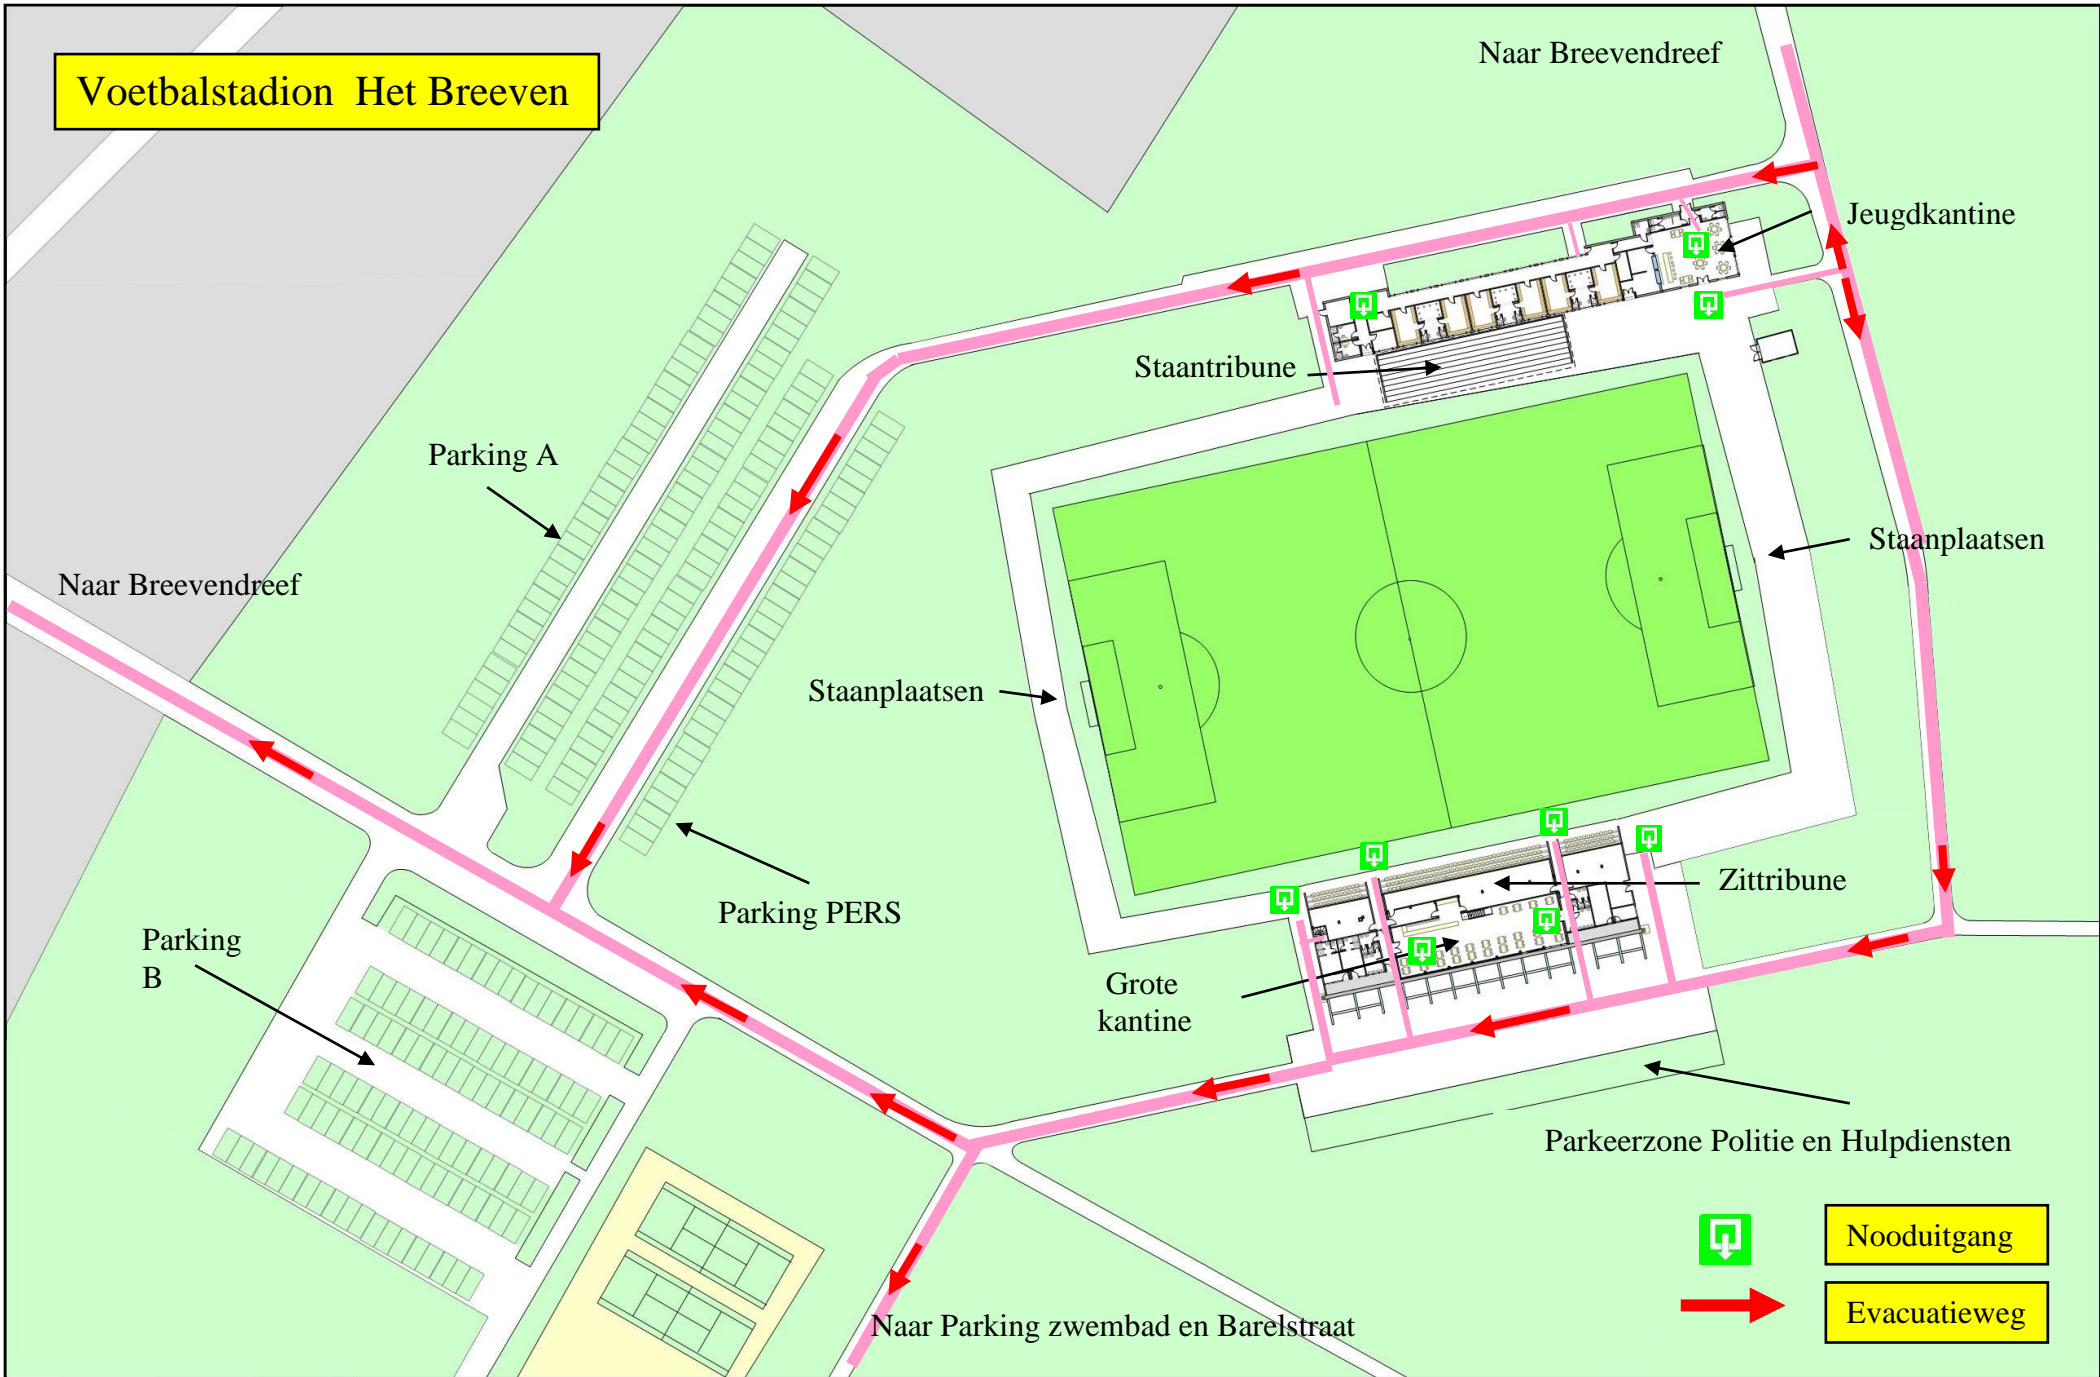 Voetbalstadion Het Breeven
Naar Breevendreef
Jeugdkantine
Staantribune
Parking A
Staanplaatsen
Naar Breevendreef
Staanplaatsen
Zittribune
Parking PERS
Parking
B
Grote
kantine
Parkeerzone Politie en Hulpdiensten
Nooduitgang
Evacuatieweg
Naar Parking zwembad en Barelstraat